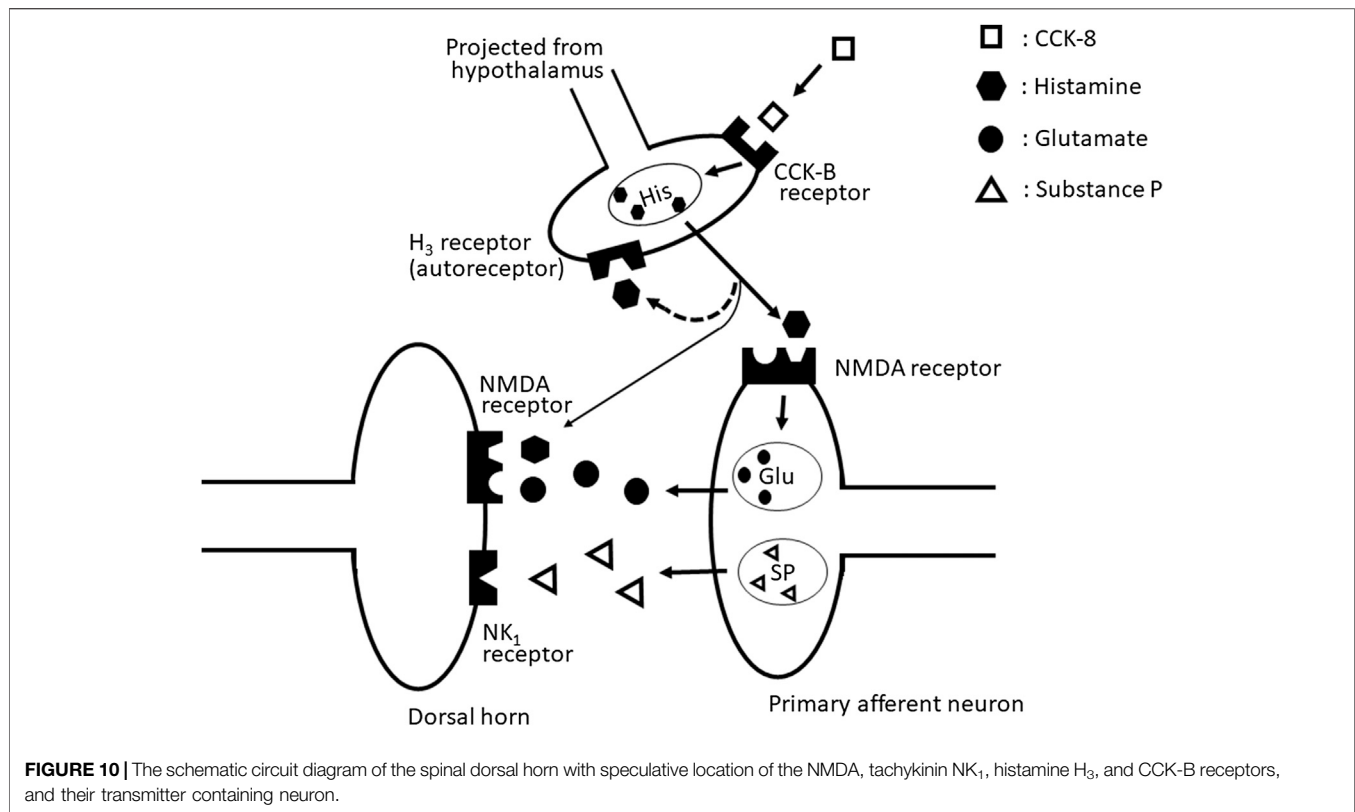 Projected from
hypothalamus
: CCK-8
: Histamine
: Glutamate
: Substance P
CCK-B
receptor
His
H₃ receptor
(autoreceptor)
NMDA receptor
NMDA
receptor
Glu
SP
NK₁
receptor
Dorsal horn
Primary afferent neuron
FIGURE 10 | The schematic circuit diagram of the spinal dorsal horn with speculative location of the NMDA, tachykinin NK₁, histamine H₃, and CCK-B receptors,
and their transmitter containing neuron.